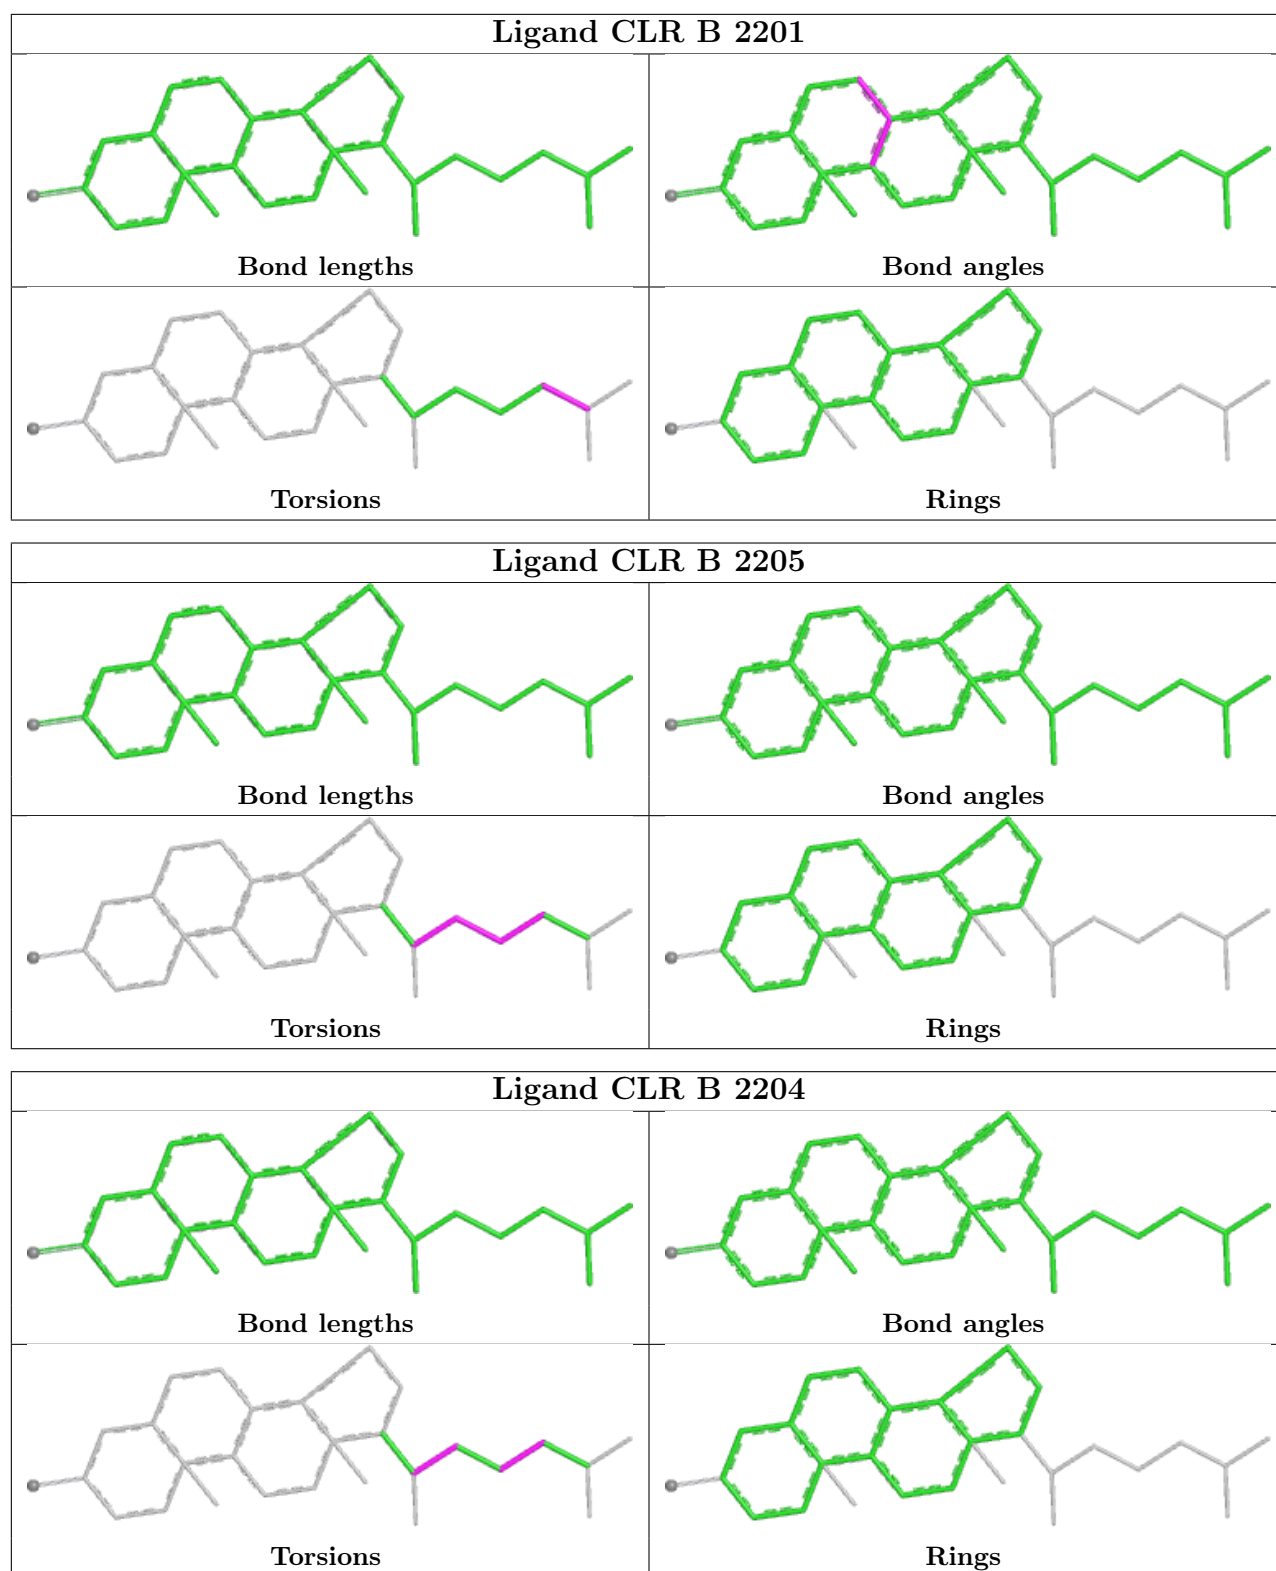 Ligand CLR B 2201
Bond lengths
Bond angles
Torsions
Rings
Ligand CLR B 2205
Bond lengths
Bond angles
Torsions
Rings
Ligand CLR B 2204
Bond lengths
Bond angles
Torsions
Rings